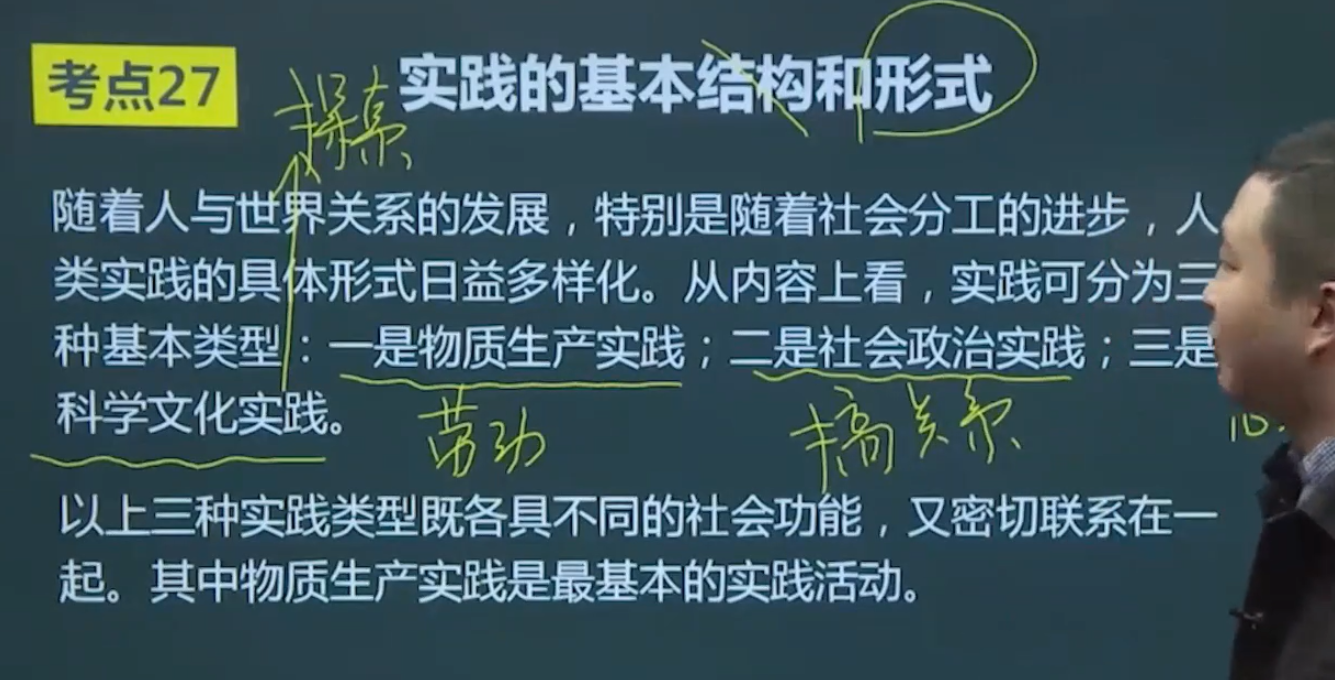 考点27
实践的基本结构和形式
探索
随着人与世界关系的发展，特别是随着社会分工的进步，人
类实践的具体形式日益多样化。从内容上看，实践可分为三
种基本类型：一是物质生产实践；二是社会政治实践；三是
科学文化实践。
劳动
搞关系
以上三种实践类型既各具不同的社会功能，又密切联系在一
起。其中物质生产实践是最基本的实践活动。